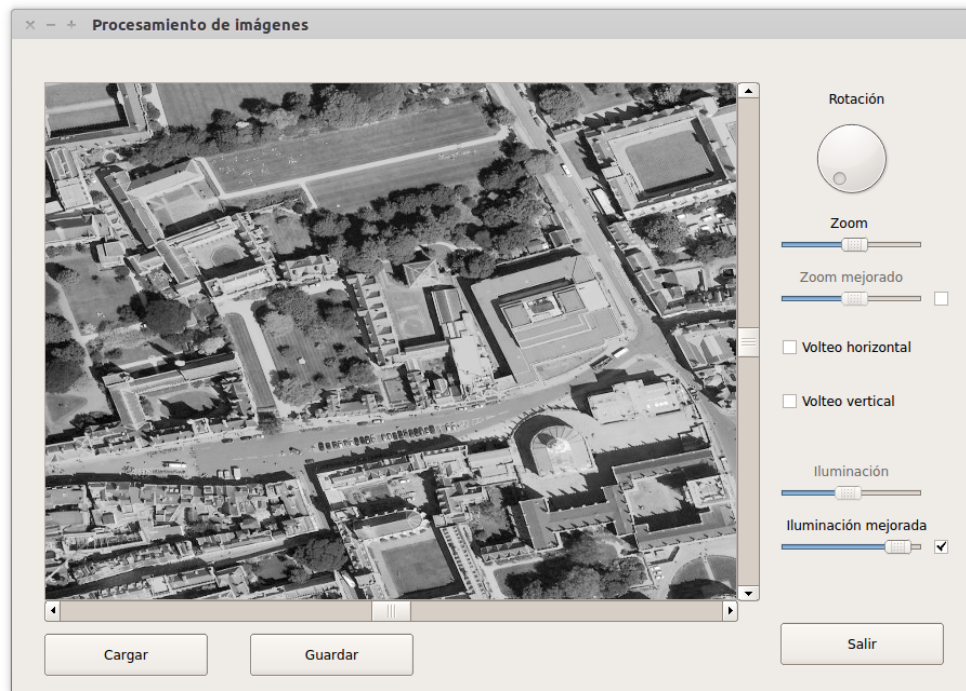 Procesamiento de imágenes
Rotación
Zoom
Zoom mejorado
Volteo horizontal
Volteo vertical
Iluminación
Iluminación mejorada
Cargar
Guardar
Salir